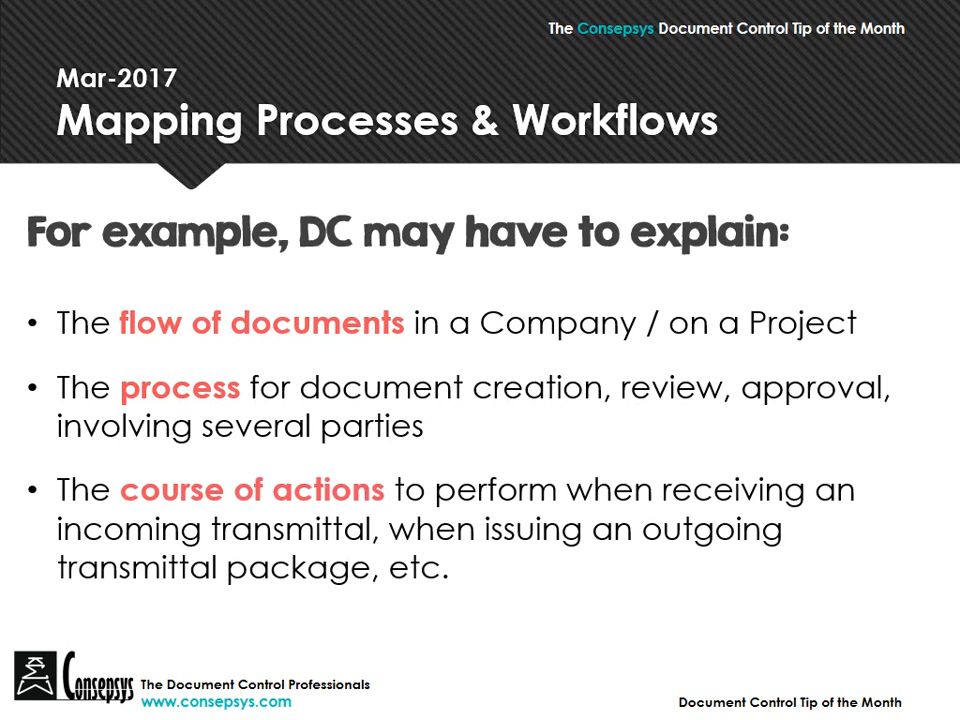 The Consepsys Document Control Tip of the Month
Mar-2017
Mapping Processes & Workflows
For example, DC may have to explain:
• The flow of documents in a Company / on a Project
• The process for document creation, review, approval,
involving several parties
• The course of actions to perform when receiving an
incoming transmittal, when issuing an outgoing
transmittal package, etc.
Consepsys
The Document Control Professionals
www.consepsys.com
Document Control Tip of the Month